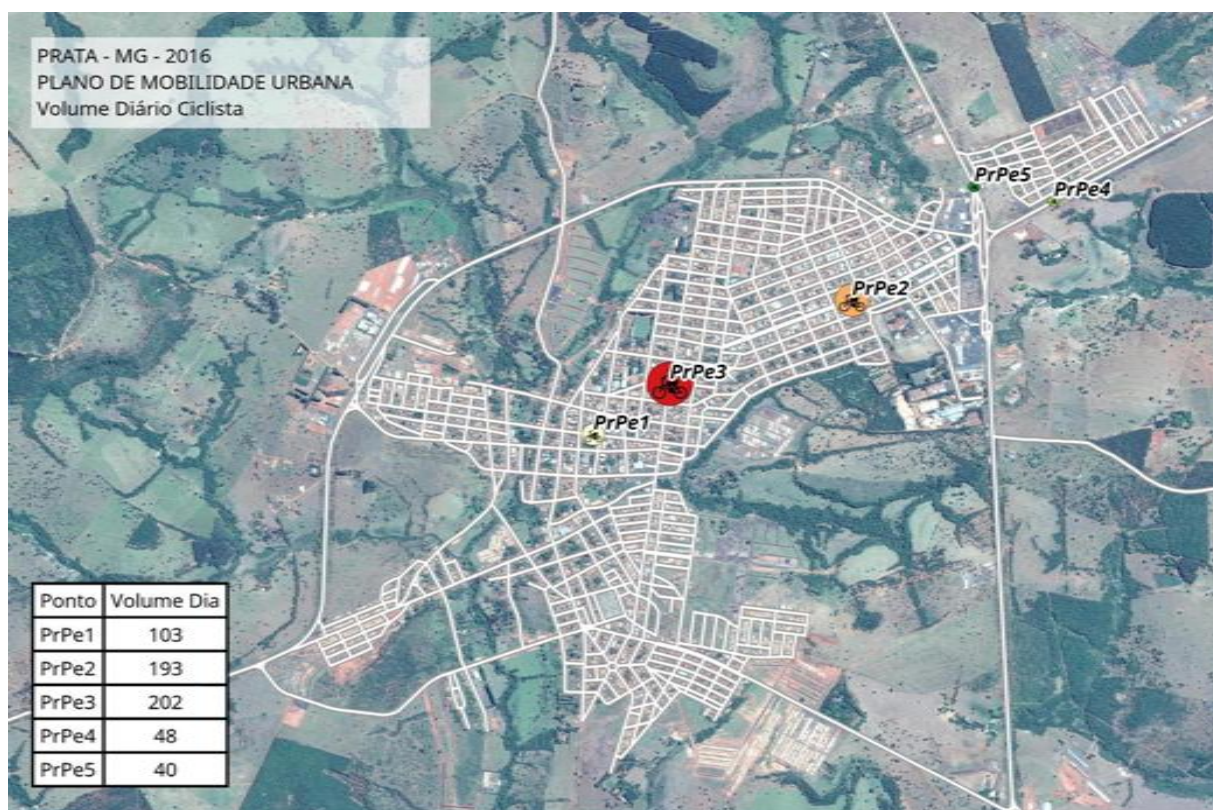 PRATA - MG - 2016
PLANO DE MOBILIDADE URBANA
Volume Diário Ciclista
PrPe5
PrPe4
PrPe2
PrPe3
PrPe1
Ponto Volume Dia
PrPe1 103
PrPe2 193
PrPe3 202
PrPe4 48
PrPe5 40